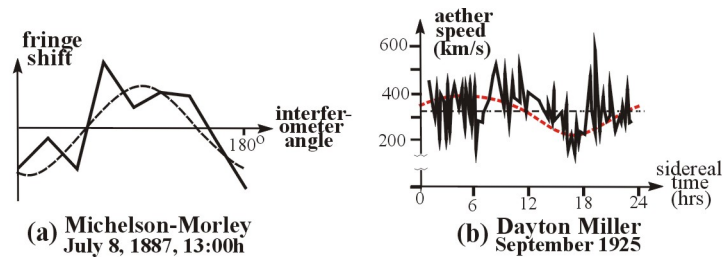 fringe
shift
interfer-
ometer
angle
180°
(a) Michelson-Morley
July 8, 1887, 13:00h
aether
speed
(km/s)
600
400
200
0
6
12
18
24
sidereal
time
(hrs)
(b) Dayton Miller
September 1925